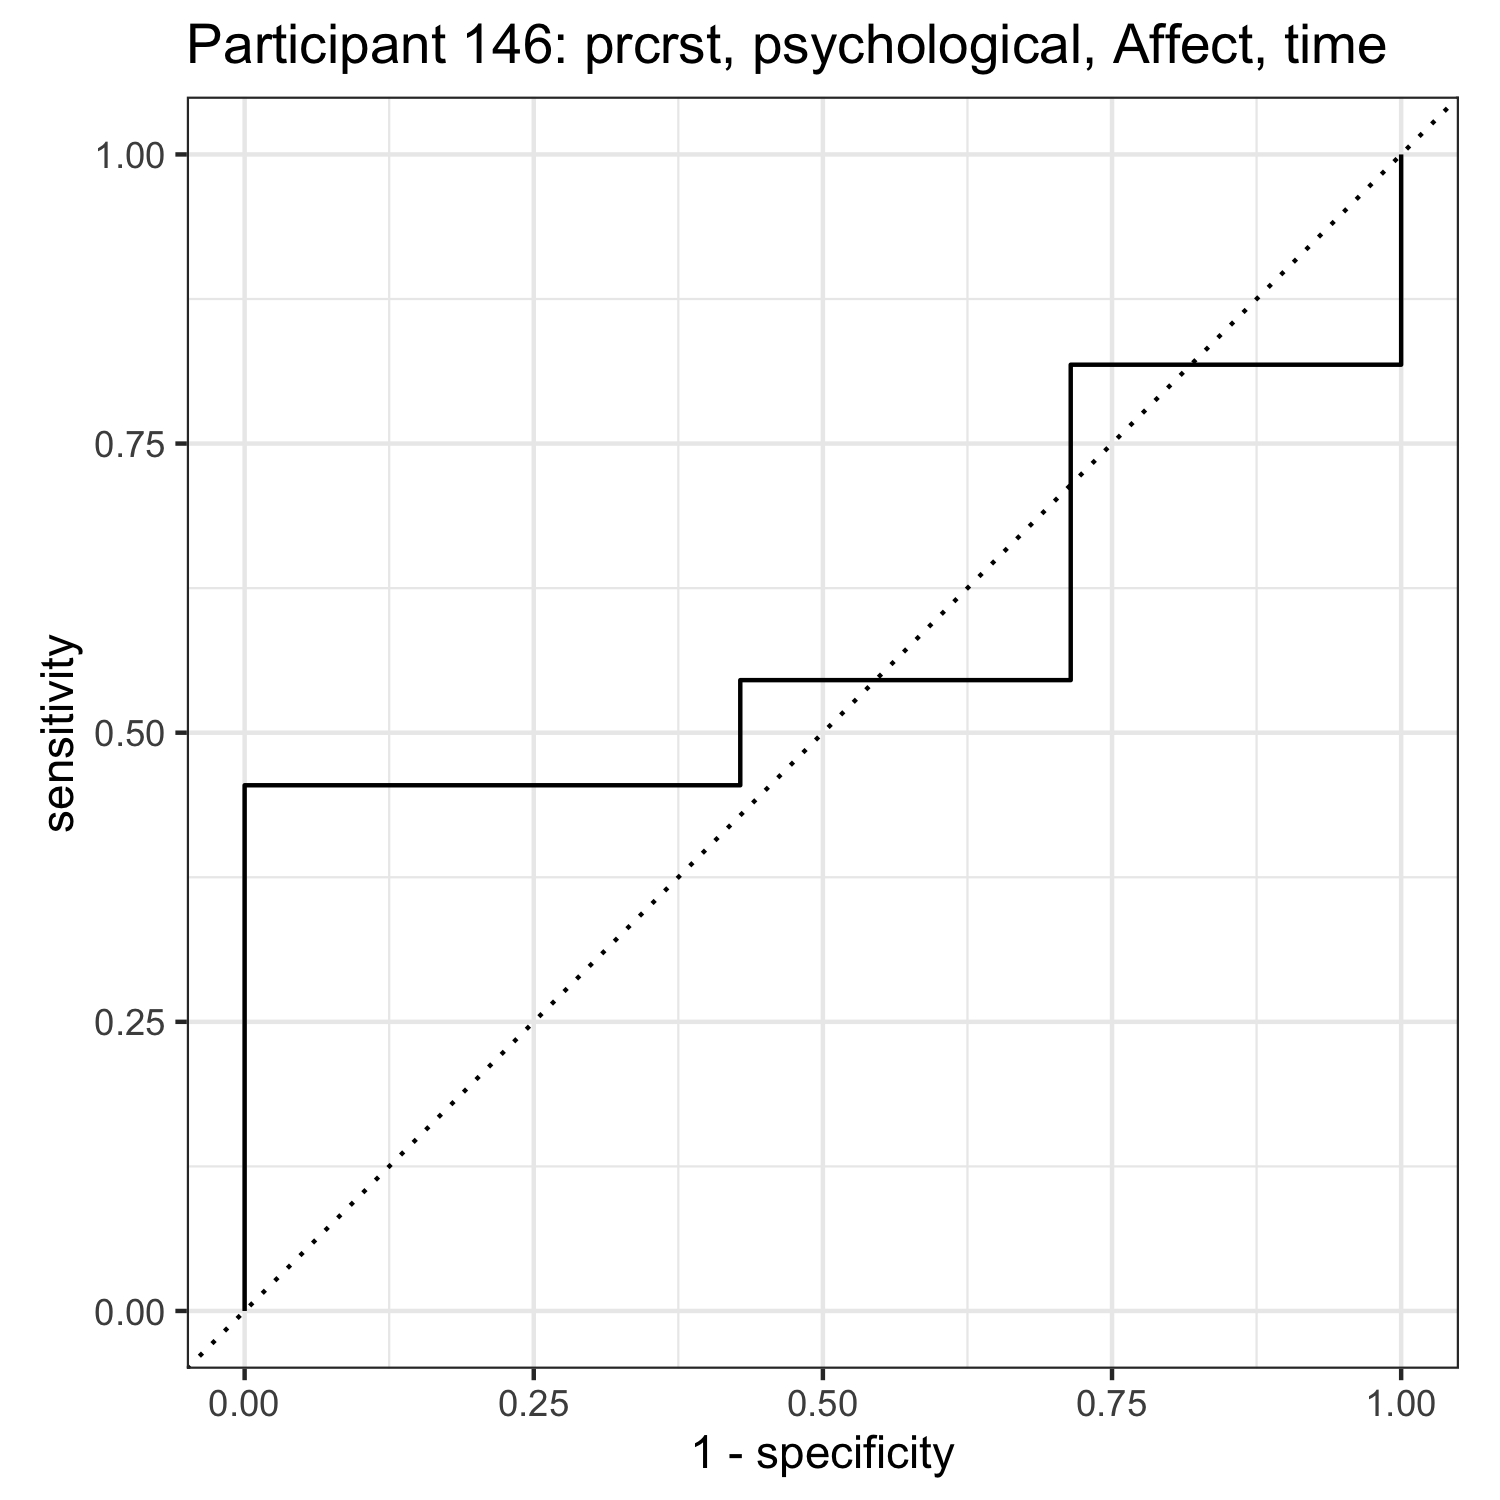 Participant 146: prcrst, psychological, Affect, time
1.00
0.75
0.50
0.25
0.00
sensitivity
0.00 0.25 0.50 0.75 1.00
1 - specificity